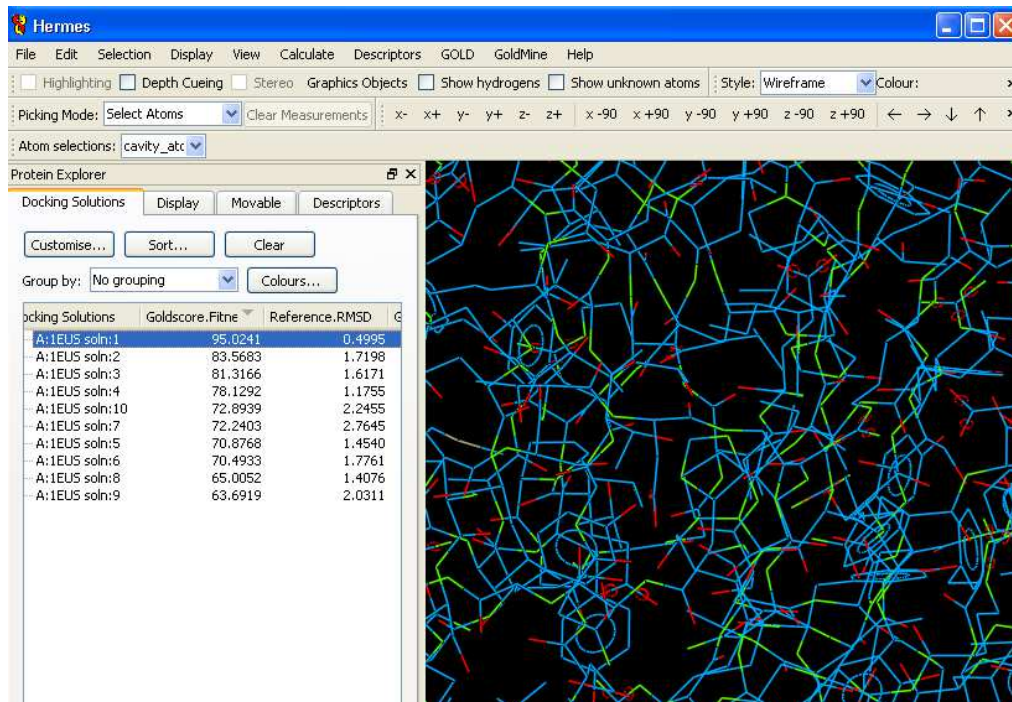 Hermes
File Edit Selection Display View Calculate Descriptors GOLD GoldMine Help
Highlighting Depth Cueing Stereo Graphics Objects Show hydrogens Show unknown atoms Style: Wireframe Colour:
Picking Mode: Select Atoms Clear Measurements x- x+ y- y+ z- z+ x -90 x +90 y -90 y +90 z -90 z +90 ← → ↓ ↑
Atom selections: cavity_atc
Protein Explorer
Docking Solutions Display Movable Descriptors
Customise... Sort... Clear
Group by: No grouping Colours...
ocking Solutions Goldscore.Fitne Reference.RMSD G
A:1EUS soln:1 95.0241 0.4995
A:1EUS soln:2 83.5683 1.7198
A:1EUS soln:3 81.3166 1.6171
A:1EUS soln:4 78.1292 1.1755
A:1EUS soln:10 72.8939 2.2455
A:1EUS soln:7 72.2403 2.7645
A:1EUS soln:5 70.8768 1.4540
A:1EUS soln:6 70.4933 1.7761
A:1EUS soln:8 65.0052 1.4076
A:1EUS soln:9 63.6919 2.0311